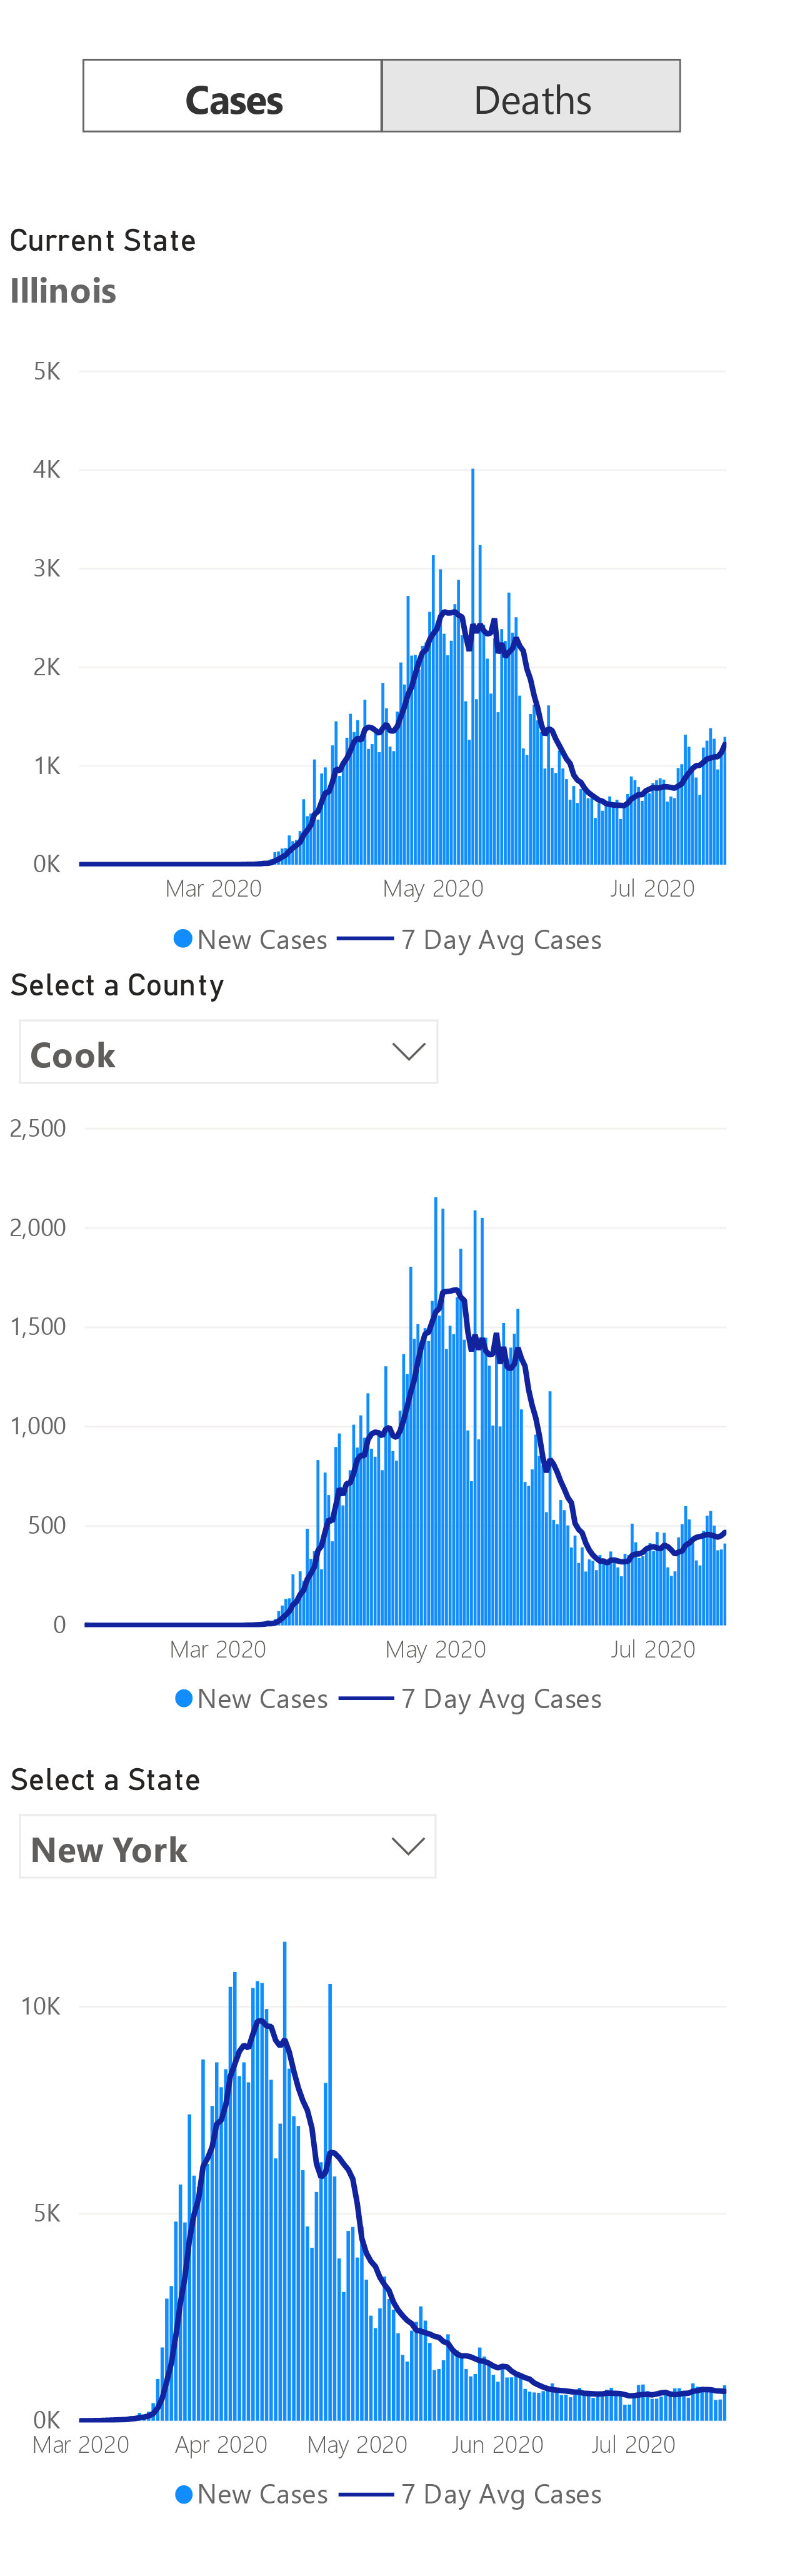 Cases Deaths
Current State
Illinois
5K
4K
3K
2K
1K
0K
Mar 2020 May 2020 Jul 2020
New Cases 7 Day Avg Cases
Select a County
Cook
2,500
2,000
1,500
1,000
500
0
Mar 2020 May 2020 Jul 2020
New Cases 7 Day Avg Cases
Select a State
New York
10K
5K
0K
Mar 2020 Apr 2020 May 2020 Jun 2020 Jul 2020
New Cases 7 Day Avg Cases